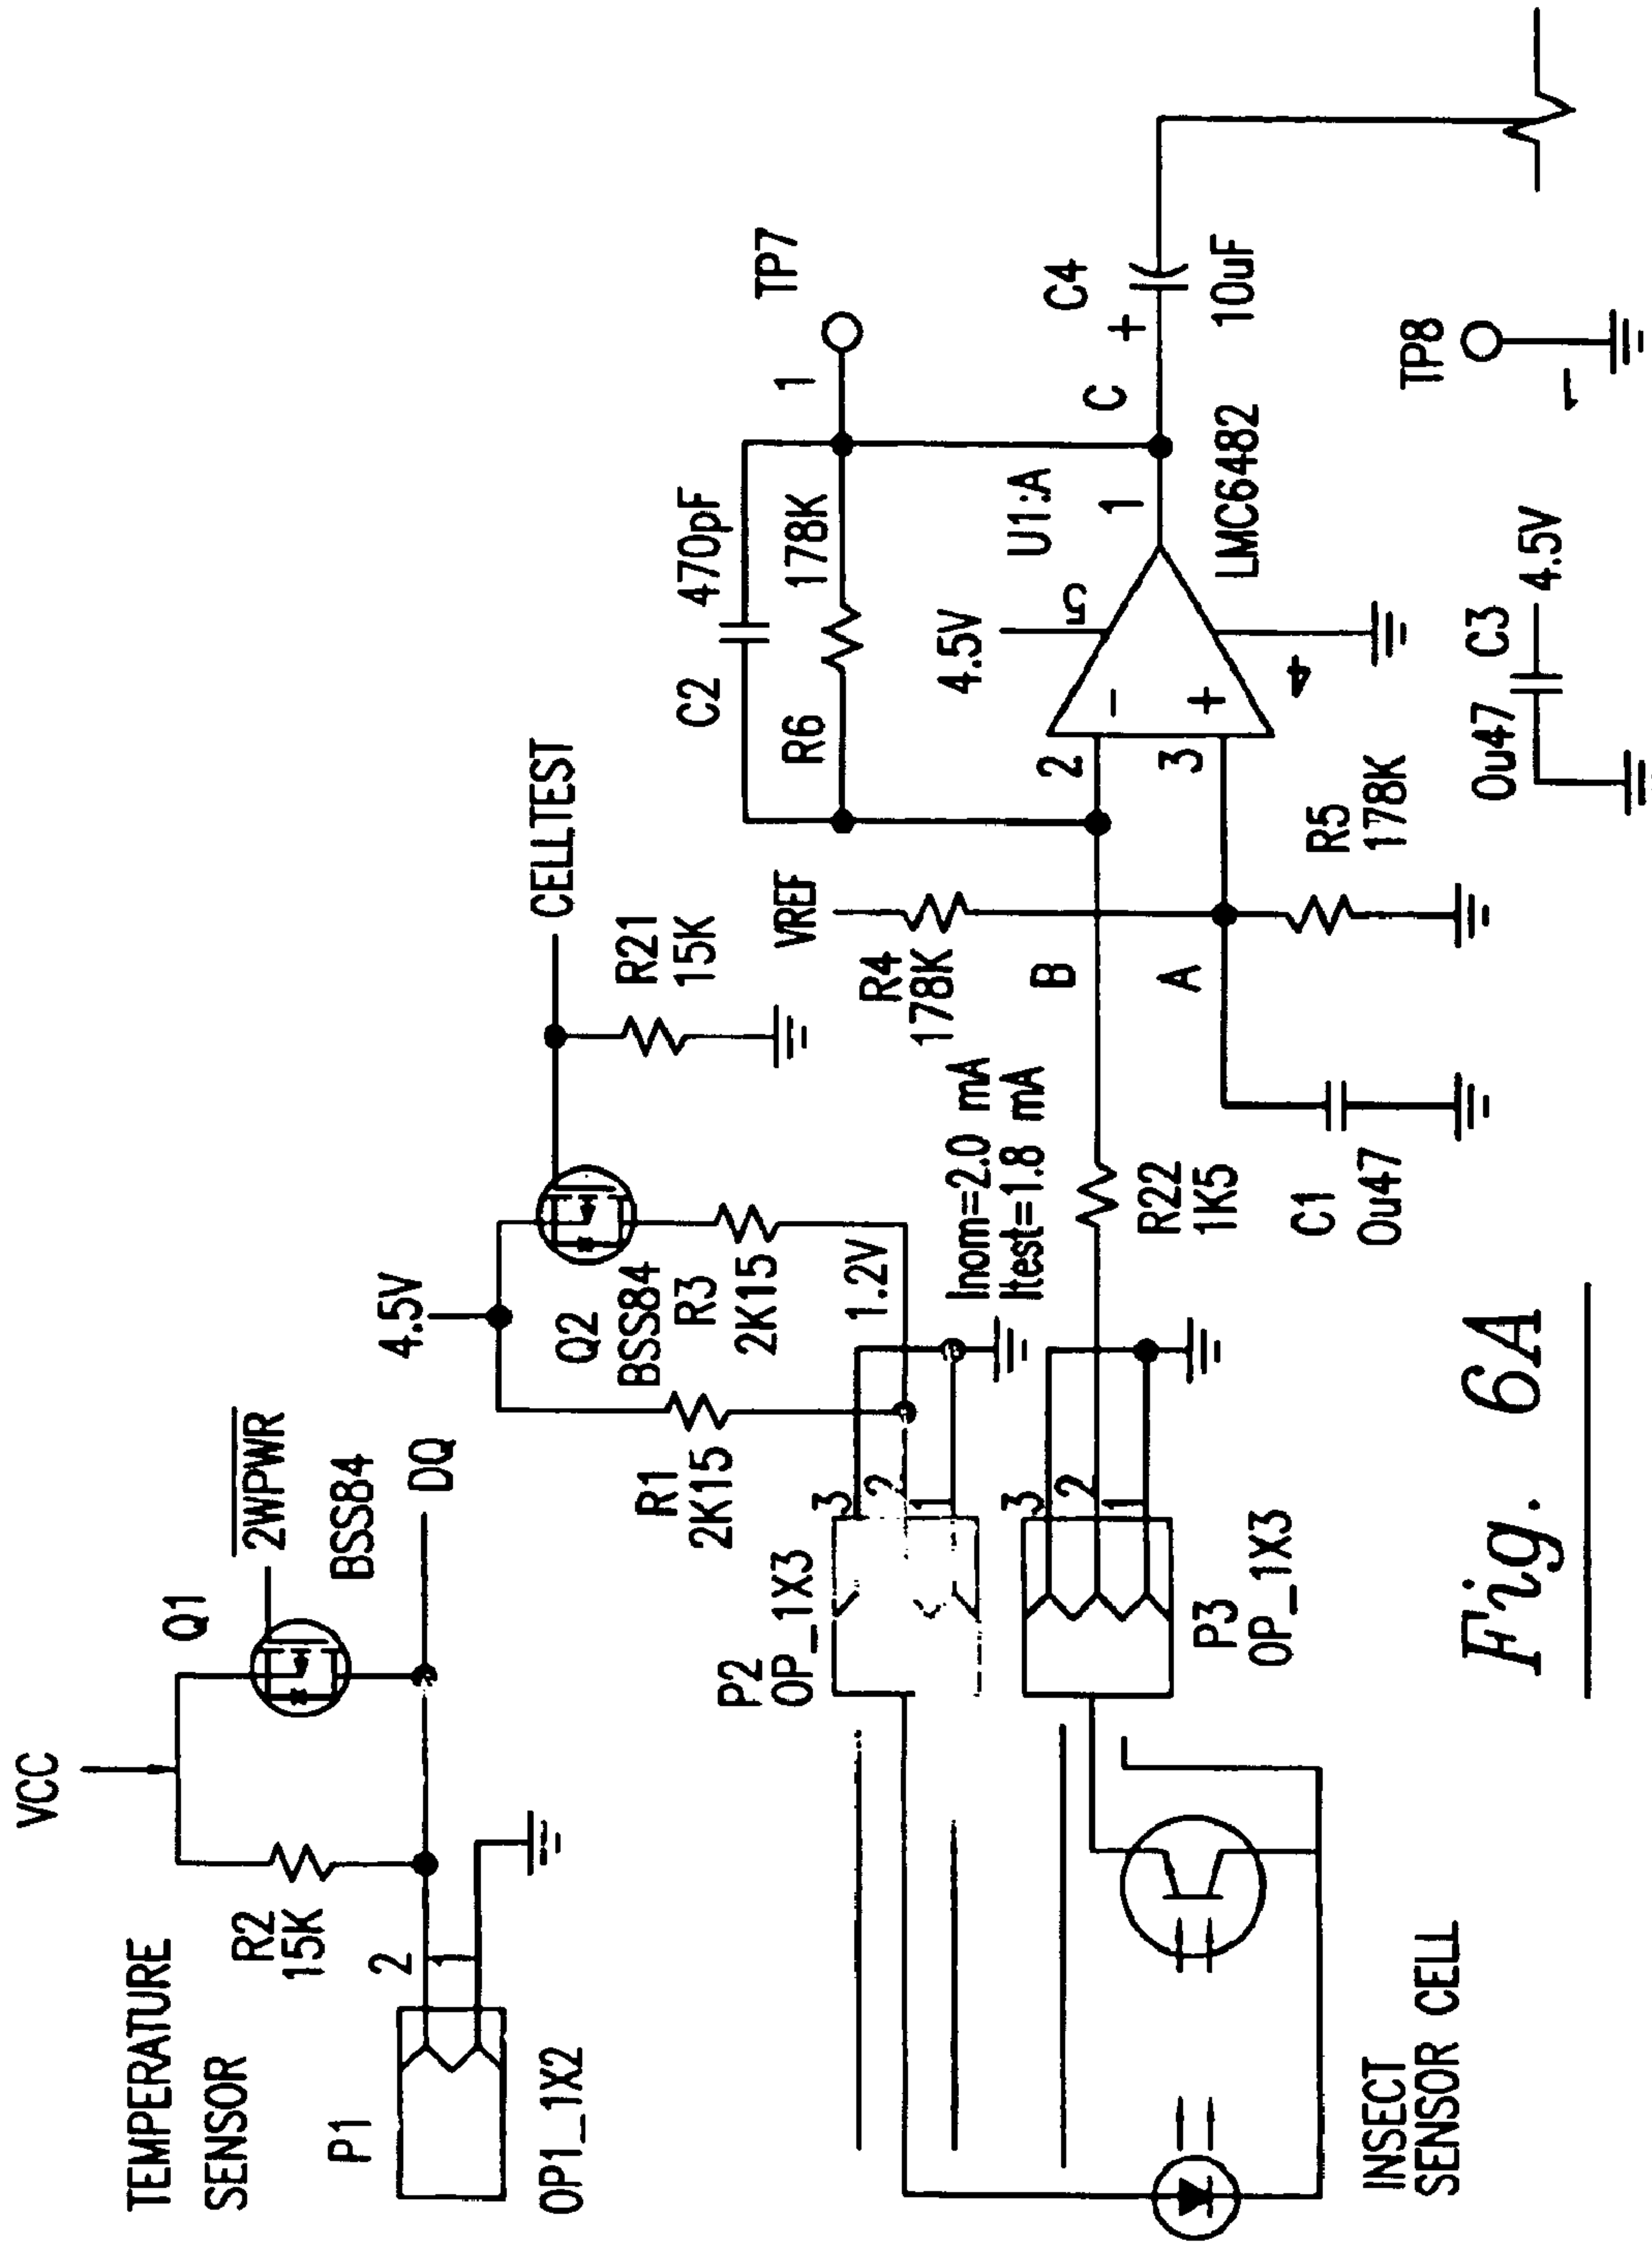 TEMPERATURE
SENSOR
VCC
R2
15K
Q1
2WPWR
BSS84
DQ
P1
2
1
OP1_1X2
4.5V
CELLTEST
Q2
BSS84
R21
15K
R1
2K15
R3
2K15
1.2V
P2
OP_1X3
3
2
1
Inom=2.0 mA
Itest=1.8 mA
P3
OP_1X3
3
2
1
R22
1K5
C1
0u47
VREF
R4
178K
B
A
R5
178K
C2
470pF
R6
178K
1
TP7
4.5V
5
U1:A
2
3
1
4
LMC6482
C
+
C4
10uF
0u47
C3
4.5V
TP8
1
INSECT
SENSOR CELL
Fig. 6A